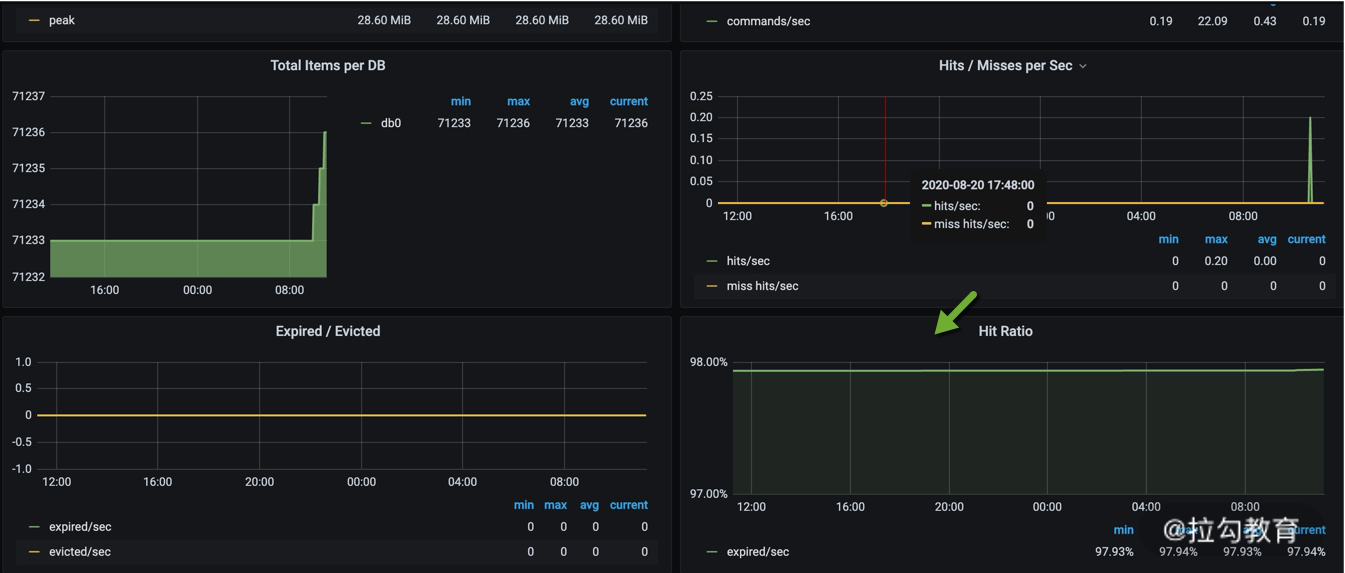 peak 28.60 MiB 28.60 MiB 28.60 MiB 28.60 MiB
commands/sec 0.19 22.09 0.43 0.19
Total Items per DB
71237
71236
71235
71234
71233
71232
16:00 00:00 08:00
min max avg current
db0 71233 71236 71233 71236
Hits / Misses per Sec
0.25
0.20
0.15
0.10
0.05
0
12:00 16:00 04:00 08:00
2020-08-20 17:48:00
hits/sec: 0
miss hits/sec: 0
min max avg current
hits/sec 0 0.20 0.00 0
miss hits/sec 0 0 0 0
Expired / Evicted
1.0
0.5
0
-0.5
-1.0
12:00 16:00 20:00 00:00 04:00 08:00
min max avg current
expired/sec 0 0 0 0
evicted/sec 0 0 0 0
Hit Ratio
98.00%
97.00%
12:00 16:00 20:00 00:00 04:00 08:00
min current
expired/sec 97.93% 97.94% 97.93% 97.94%
@拉勾教育